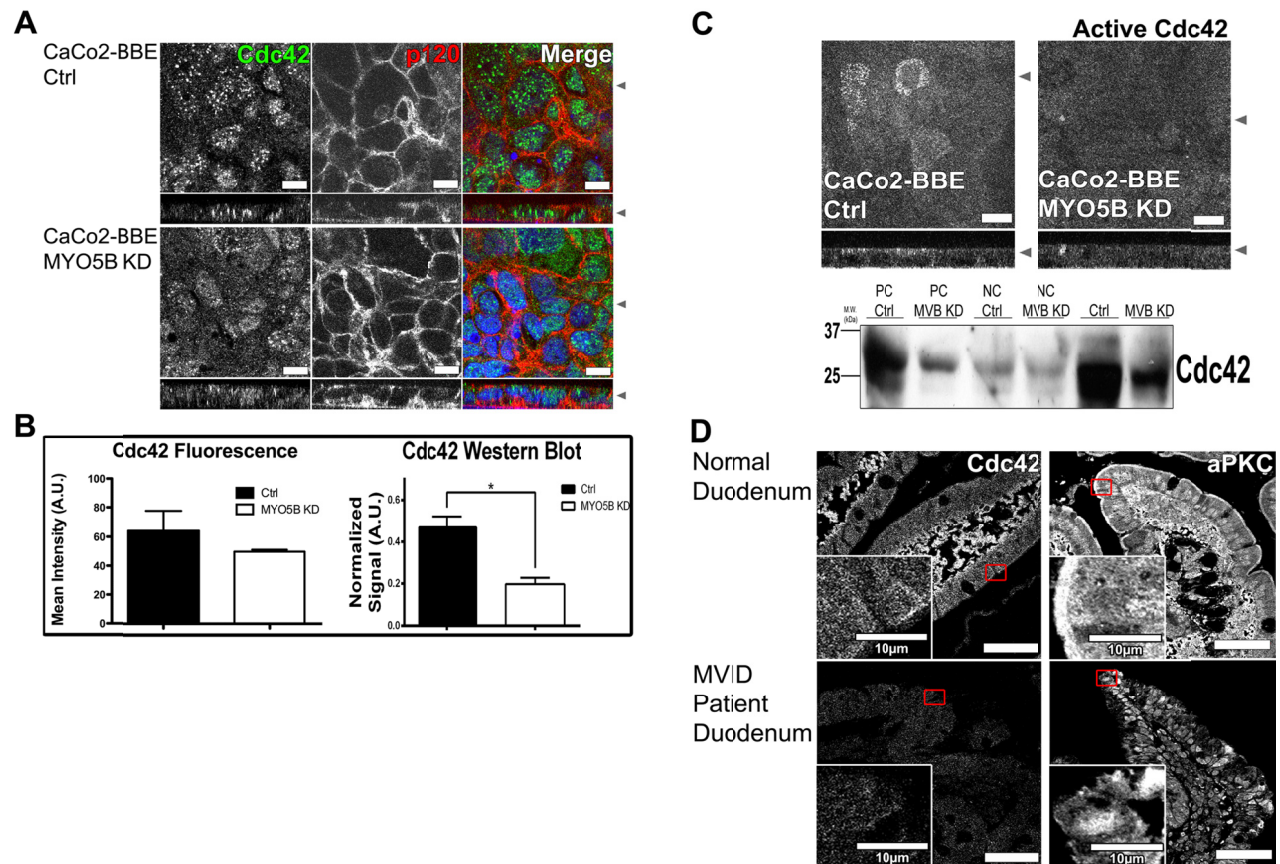 A
CaCo2-BBE
Ctrl
Cdc42
p120
Merge
CaCo2-BBE
MYO5B KD
B
Cdc42 Fluorescence
Mean Intensity (A.U.)
100
80
60
40
20
0
Ctrl
MYO5B KD
Cdc42 Western Blot
Normalized
Signal (A.U.)
0.6
0.4
0.2
0.0
*
Ctrl
MYO5B KD
C
Active Cdc42
CaCo2-BBE
Ctrl
CaCo2-BBE
MYO5B KD
M.W.
(kDa)
PC
Ctrl
PC
MVB KD
NC
Ctrl
NC
MVB KD
Ctrl
MVB KD
37
25
Cdc42
D
Normal
Duodenum
Cdc42
aPKC
10µm
10µm
MVID
Patient
Duodenum
10µm
10µm